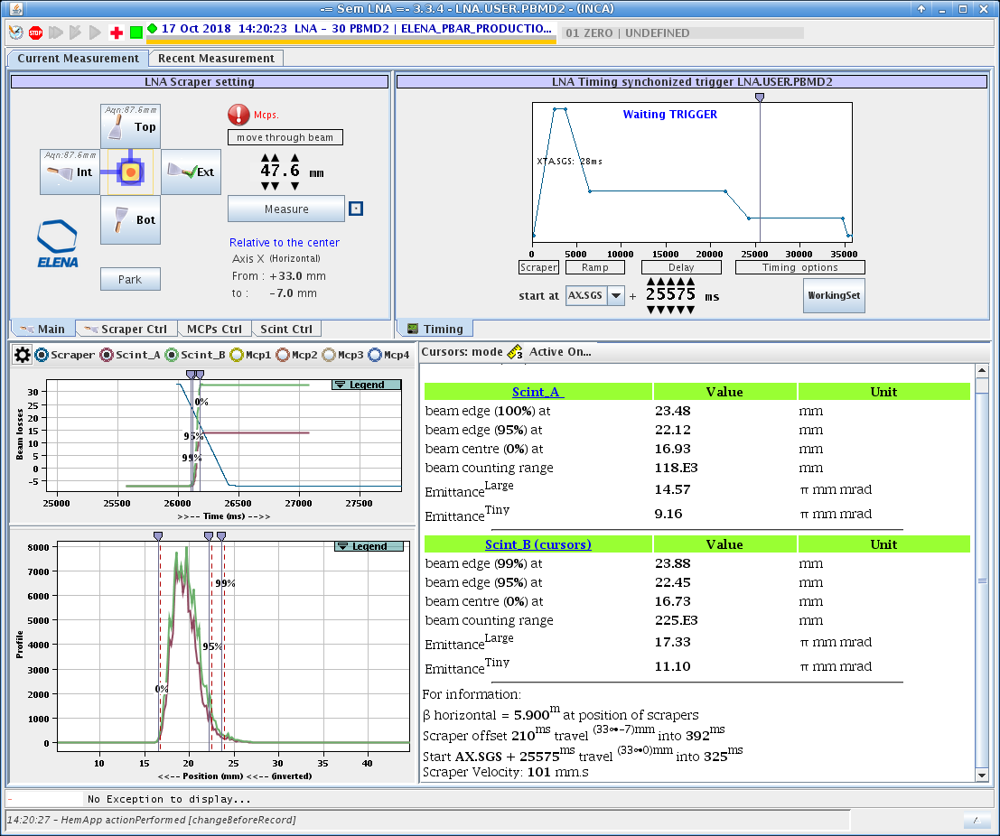 -= Sem LNA =- 3.3.4 - LNA.USER.PBMD2 - (INCA)
STOP
17 Oct 2018 14:20:23 LNA - 30 PBMD2 | ELENA_PBAR_PRODUCTIO...
01 ZERO | UNDEFINED
Current Measurement
Recent Measurement
LNA Scraper setting
Aqn:87.6mm
Top
Aqn:87.6mm
Int
Ext
Bot
ELENA
Park
Mcps.
move through beam
47.6 mm
Measure
Relative to the center
Axis X (Horizontal)
From : +33.0 mm
to : -7.0 mm
Main
Scraper Ctrl
MCPs Ctrl
Scint Ctrl
LNA Timing synchonized trigger LNA.USER.PBMD2
Waiting TRIGGER
XTA.SGS: 28ms
0 5000 10000 15000 20000 25000 30000 35000
Scraper
Ramp
Delay
Timing options
start at AX.SGS + 25575 ms
WorkingSet
Timing
Scraper Scint_A Scint_B Mcp1 Mcp2 Mcp3 Mcp4
Legend
Beam losses
30
25
20
15
10
5
0
-5
0%
95%
99%
25000 25500 26000 26500 27000 27500
>>-- Time (ms) -->>
Legend
Profile
8000
7000
6000
5000
4000
3000
2000
1000
0
99%
95%
0%
10 15 20 25 30 35 40
<<-- Position (mm) <<-- (inverted)
Cursors: mode 3 Active On...
Scint_A Value Unit
beam edge (100%) at 23.48 mm
beam edge (95%) at 22.12 mm
beam centre (0%) at 16.93 mm
beam counting range 118.E3 mm
Emittance Large 14.57 π mm mrad
Emittance Tiny 9.16 π mm mrad
Scint_B (cursors) Value Unit
beam edge (99%) at 23.88 mm
beam edge (95%) at 22.45 mm
beam centre (0%) at 16.73 mm
beam counting range 225.E3 mm
Emittance Large 17.33 π mm mrad
Emittance Tiny 11.10 π mm mrad
For information:
β horizontal = 5.900 m at position of scrapers
Scraper offset 210 ms travel (33⊶-7)mm into 392 ms
Start AX.SGS + 25575 ms travel (33⊶0)mm into 325 ms
Scraper Velocity: 101 mm.s
-
No Exception to display...
14:20:27 - HemApp actionPerformed [changeBeforeRecord]